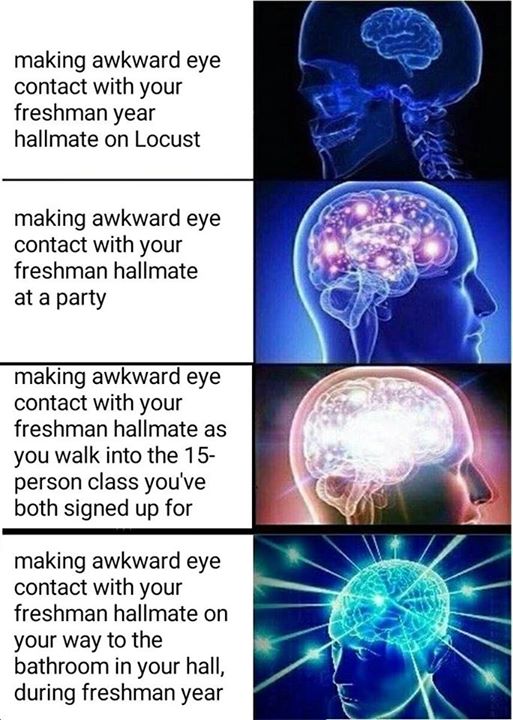 making awkward eye
contact with your
freshman year
hallmate on Locust
making awkward eye
contact with your
freshman hallmate
at a party
making awkward eye
contact with your
freshman hallmate as
you walk into the 15-
person class you've
both signed up for
making awkward eye
contact with your
freshman hallmate on
your way to the
bathroom in your hall,
during freshman year